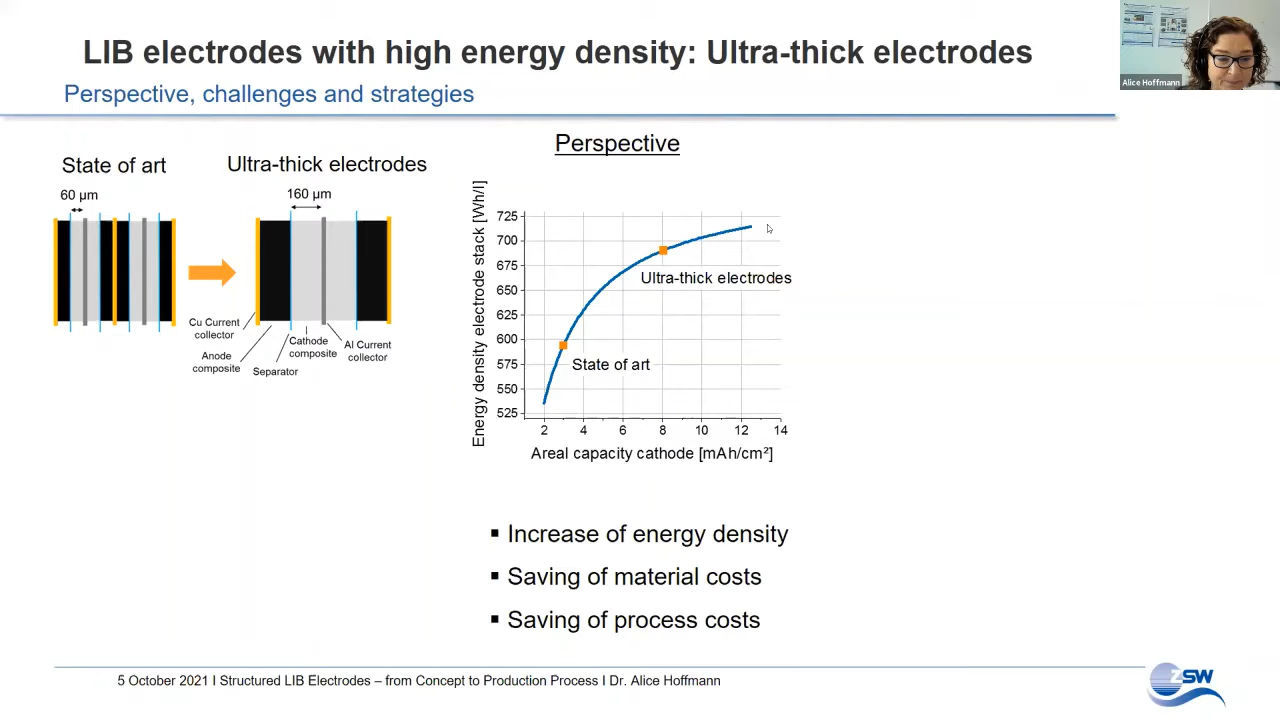 LIB electrodes with high energy density: Ultra-thick electrodes
Perspective, challenges and strategies
Alice Hoffmann
State of art
60 µm
Ultra-thick electrodes
160 µm
Cu Current
collector
Anode
composite
Separator
Cathode
composite
Al Current
collector
Perspective
Energy density electrode stack [Wh/l]
725
700
675
650
625
600
575
550
525
Ultra-thick electrodes
State of art
2 4 6 8 10 12 14
Areal capacity cathode [mAh/cm²]
▪ Increase of energy density
▪ Saving of material costs
▪ Saving of process costs
5 October 2021 I Structured LIB Electrodes – from Concept to Production Process I Dr. Alice Hoffmann
ZSW